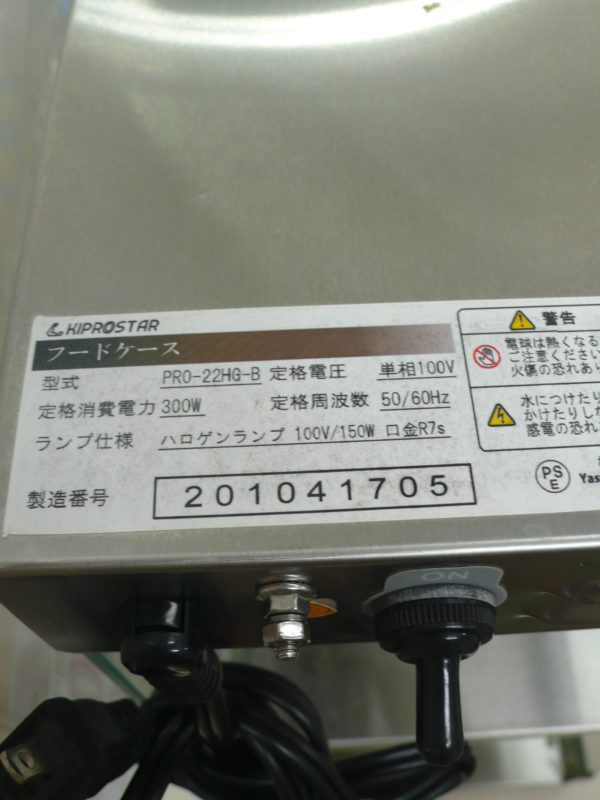 KIPROSTAR
フードケース
型式 PRO-22HG-B 定格電圧 単相100V
定格消費電力 300W 定格周波数 50/60Hz
ランプ仕様 ハロゲンランプ 100V/150W 口金R7s
製造番号 201041705
警告
電球は熱くなる
ご注意ください
火傷の恐れあり
水につけたり
かけたりし
感電の恐れ
PS
E
Yas
ON